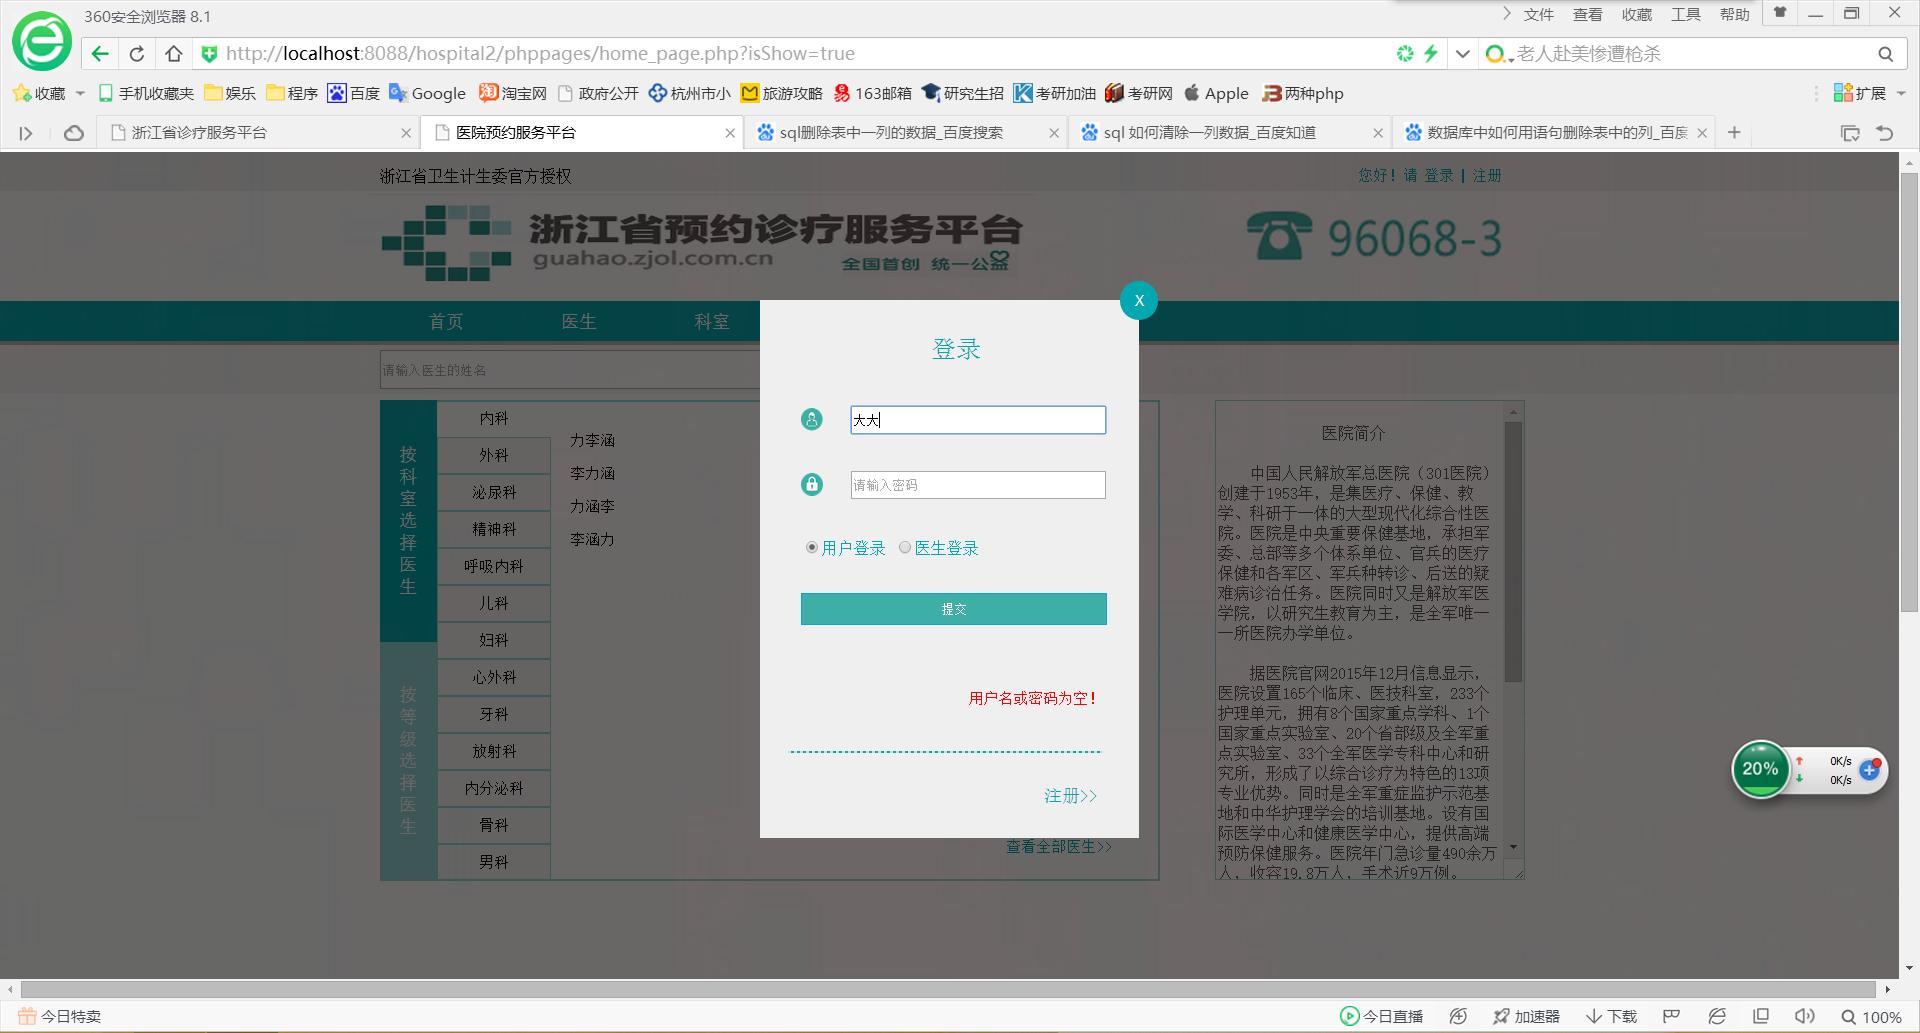 360安全浏览器 8.1
文件 查看 收藏 工具 帮助
http://localhost:8088/hospital2/phppages/home_page.php?isShow=true
老人赴美惨遭枪杀
收藏 手机收藏夹 娱乐 程序 百度 Google 淘宝网 政府公开 杭州市小 旅游攻略 163邮箱 研究生招 考研加油 考研网 Apple 两种php 扩展
浙江省诊疗服务平台 医院预约服务平台 sql删除表中一列的数据_百度搜索 sql 如何清除一列数据_百度知道 数据库中如何用语句删除表中的列_百度
浙江省卫生计生委官方授权
您好！请 登录 | 注册
浙江省预约诊疗服务平台
guahao.zjol.com.cn 全国首创 统一公益
96068-3
首页 医生 科室
请输入医生的姓名
按科室选择医生
按等级选择医生
内科
外科
泌尿科
精神科
呼吸内科
儿科
妇科
心外科
牙科
放射科
内分泌科
骨科
男科
力李涵
李力涵
力涵李
李涵力
查看全部医生>>
X
登录
大大
请输入密码
用户登录 医生登录
提交
用户名或密码为空！
注册>>
医院简介
中国人民解放军总医院（301医院）
创建于1953年，是集医疗、保健、教
学、科研于一体的大型现代化综合性医
院。医院是中央重要保健基地，承担军
委、总部等多个体系单位、官兵的医疗
保健和各军区、军兵种转诊、后送的疑
难病诊治任务。医院同时又是解放军医
学院，以研究生教育为主，是全军唯一
一所医院办学单位。
据医院官网2015年12月信息显示，
医院设置165个临床、医技科室，233个
护理单元，拥有8个国家重点学科、1个
国家重点实验室、20个省部级及全军重
点实验室、33个全军医学专科中心和研
究所，形成了以综合诊疗为特色的13项
专业优势。同时是全军重症监护示范基
地和中华护理学会的培训基地。设有国
际医学中心和健康医学中心，提供高端
预防保健服务。医院年门急诊量490余万
人，收容19.8万人，手术近9万例。
20%
0K/s
0K/s
今日特卖
今日直播 加速器 下载 100%